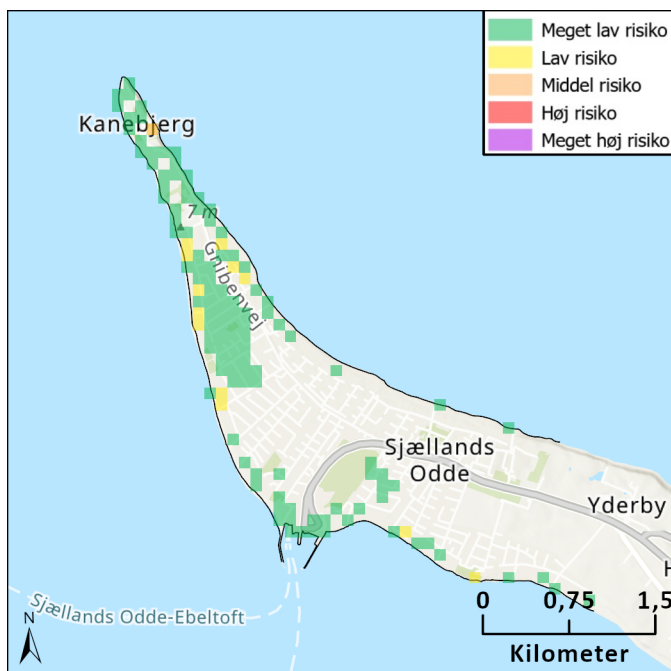 Meget lav risiko
Lav risiko
Middel risiko
Høj risiko
Meget høj risiko
Kanebjerg
7 m
Gnibenvej
Sjællands
Odde
Yderby
H
Sjællands Odde-Ebeltoft
N
0 0,75 1,5
Kilometer